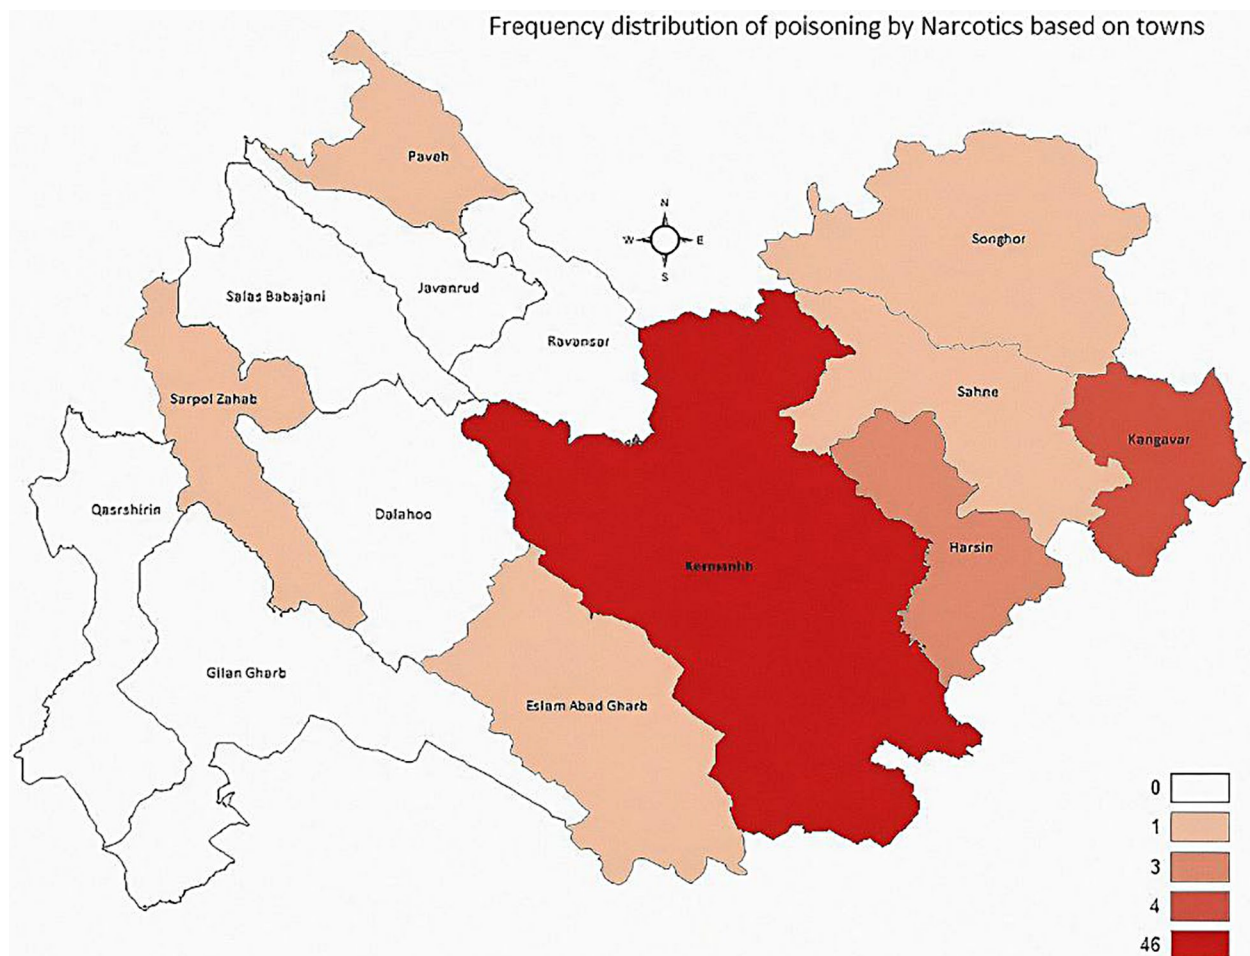 Frequency distribution of poisoning by Narcotics based on towns
Paveh
N
W
E
S
Songhor
Salas Babajani
Javanrud
Ravansar
Sarpol Zahab
Sahne
Kangavar
Qasrshirin
Dalahoo
Harsin
Gilan Gharb
Eslam Abad Gharb
0
1
3
4
46